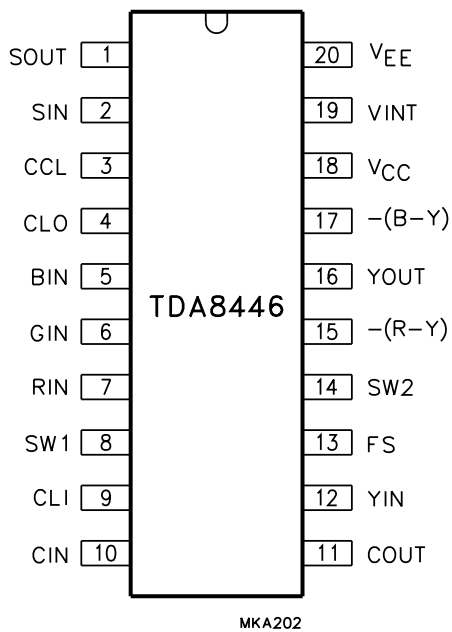 SOUT 1 20 VEE
SIN 2 19 VINT
CCL 3 18 VCC
CLO 4 17 −(B−Y)
BIN 5 16 YOUT
TDA8446
GIN 6 15 −(R−Y)
RIN 7 14 SW2
SW1 8 13 FS
CLI 9 12 YIN
CIN 10 11 COUT
MKA202